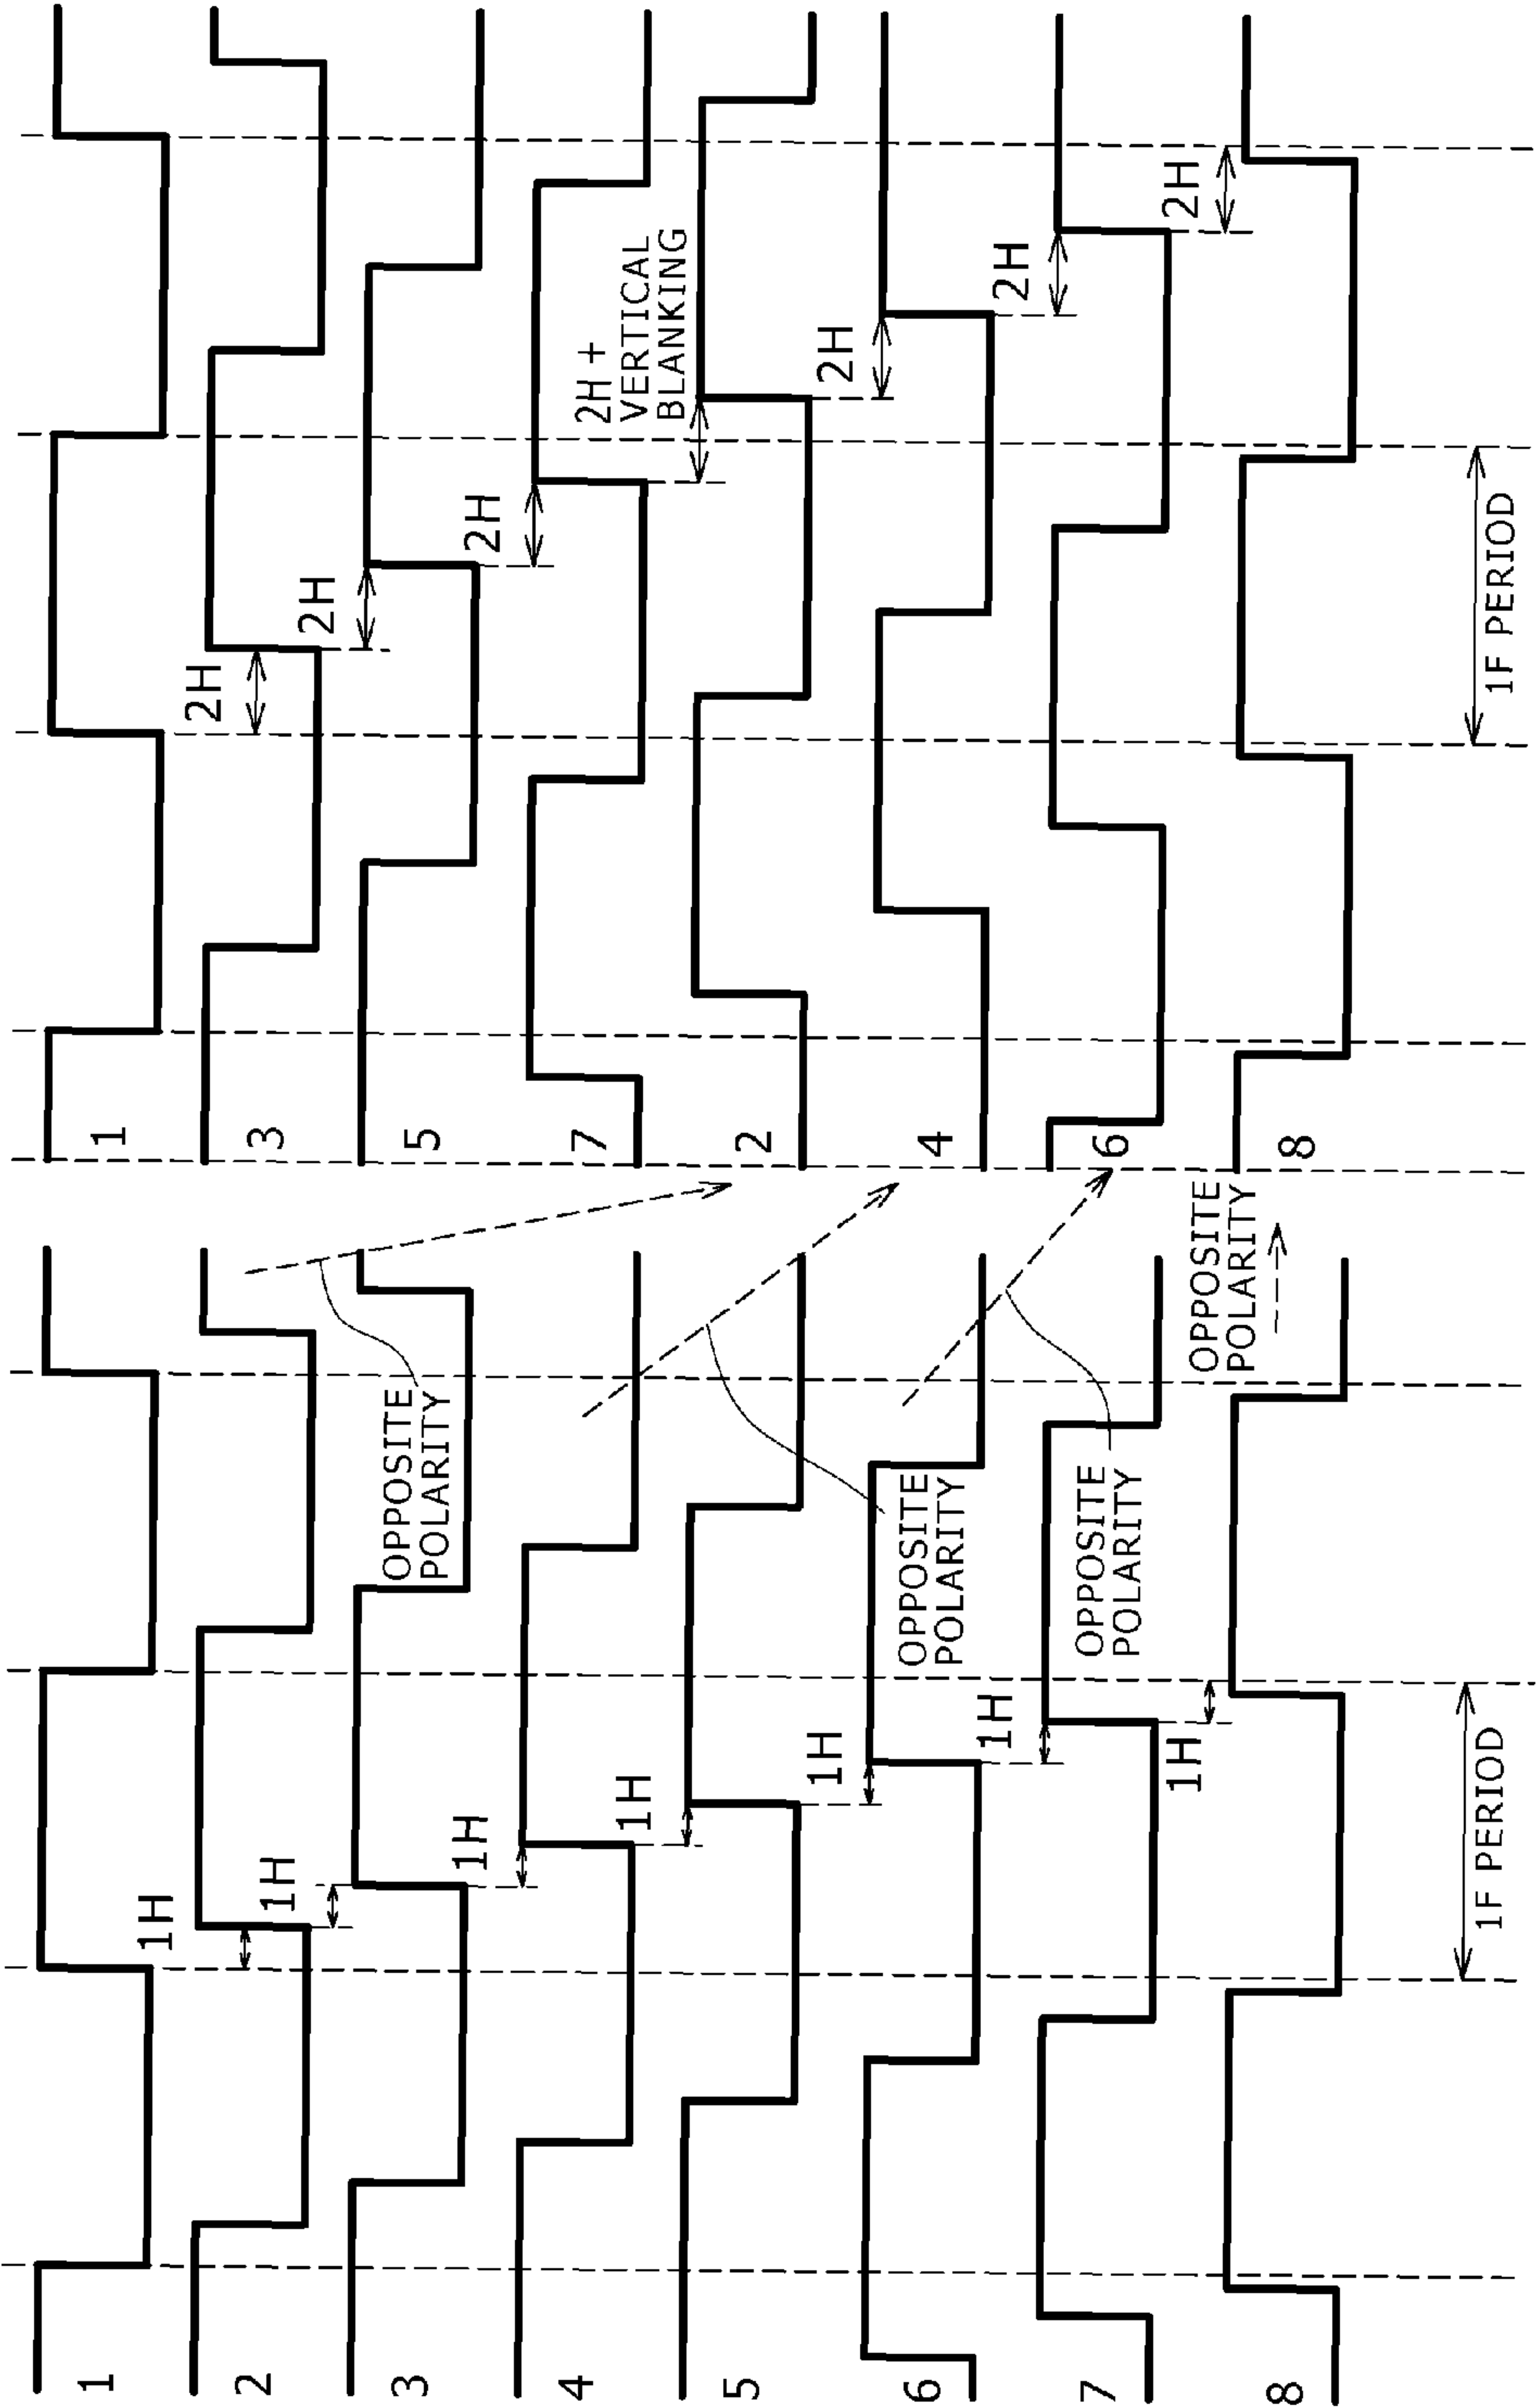 1
2
3
4
5
6
7
8
1H
1H
1H
1H
1H
1H
1H
1F PERIOD
OPPOSITE
POLARITY
OPPOSITE
POLARITY
OPPOSITE
POLARITY
OPPOSITE
POLARITY
1
3
5
7
2
4
6
8
2H
2H
2H
2H +
VERTICAL
BLANKING
2H
2H
2H
1F PERIOD